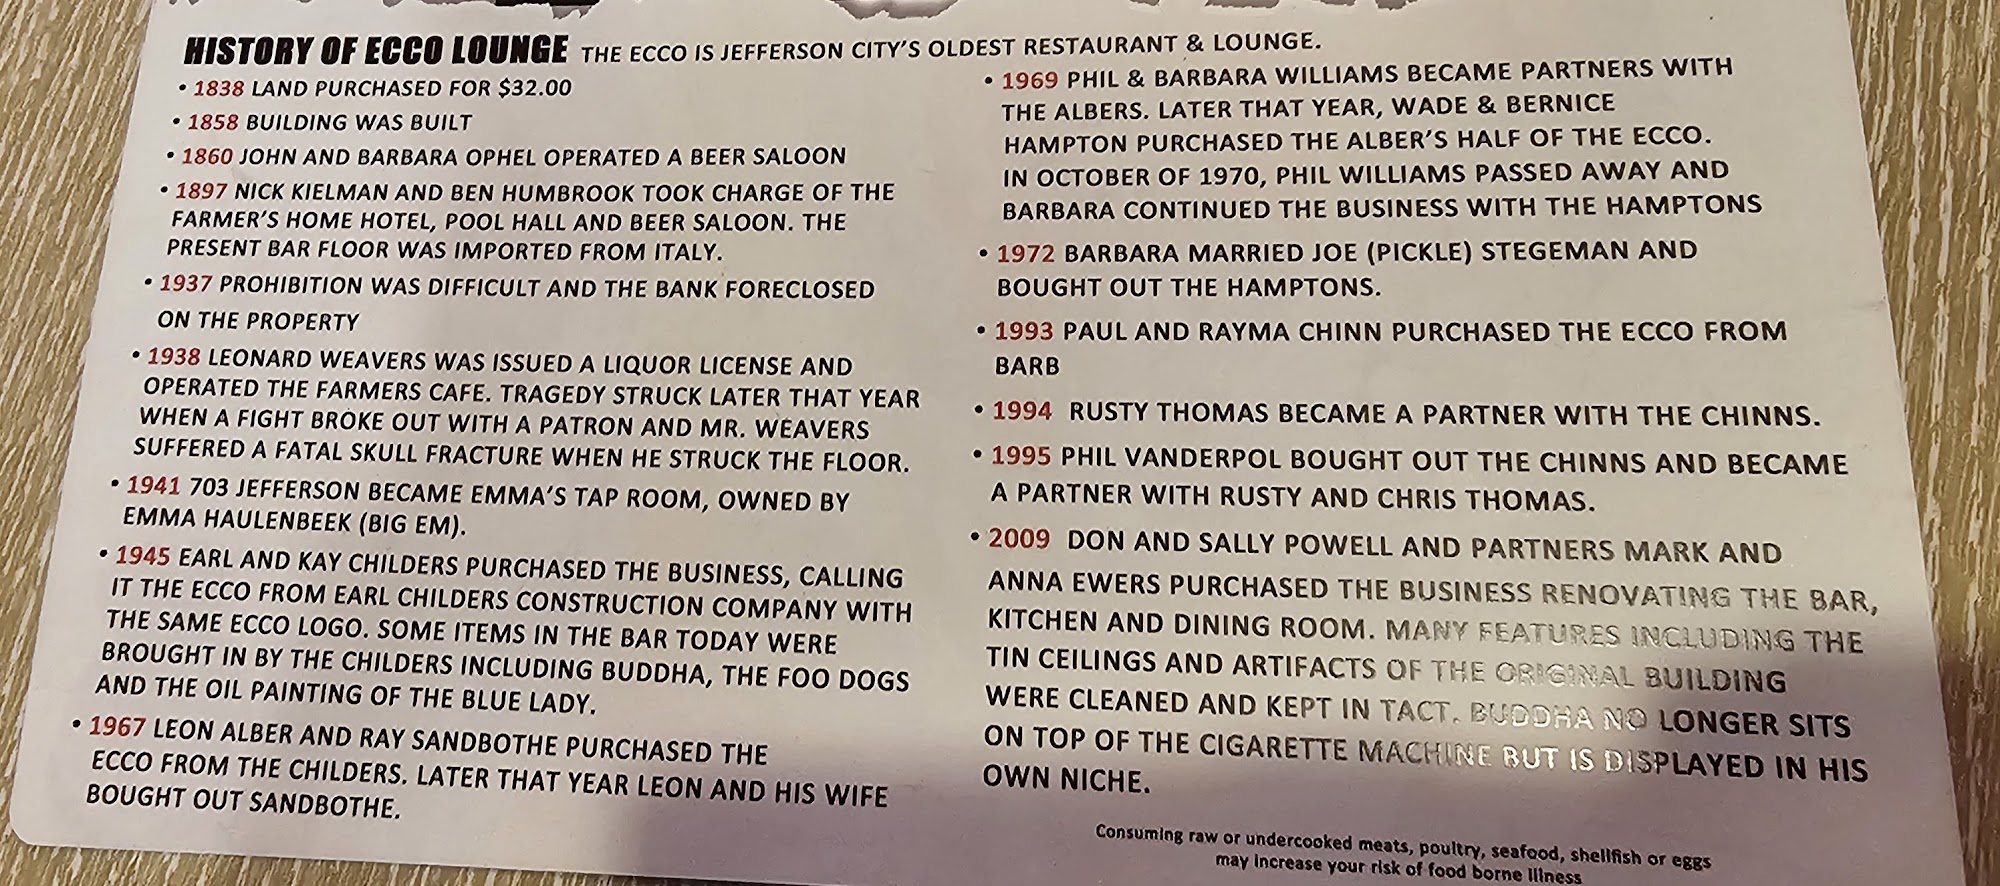 HISTORY OF ECCO LOUNGE THE ECCO IS JEFFERSON CITY'S OLDEST RESTAURANT & LOUNGE.
• 1838 LAND PURCHASED FOR $32.00
• 1858 BUILDING WAS BUILT
• 1860 JOHN AND BARBARA OPHEL OPERATED A BEER SALOON
• 1897 NICK KIELMAN AND BEN HUMBROOK TOOK CHARGE OF THE
FARMER'S HOME HOTEL, POOL HALL AND BEER SALOON. THE
PRESENT BAR FLOOR WAS IMPORTED FROM ITALY.
• 1937 PROHIBITION WAS DIFFICULT AND THE BANK FORECLOSED
ON THE PROPERTY
• 1938 LEONARD WEAVERS WAS ISSUED A LIQUOR LICENSE AND
OPERATED THE FARMERS CAFE. TRAGEDY STRUCK LATER THAT YEAR
WHEN A FIGHT BROKE OUT WITH A PATRON AND MR. WEAVERS
SUFFERED A FATAL SKULL FRACTURE WHEN HE STRUCK THE FLOOR.
• 1941 703 JEFFERSON BECAME EMMA'S TAP ROOM, OWNED BY
EMMA HAULENBEEK (BIG EM).
• 1945 EARL AND KAY CHILDERS PURCHASED THE BUSINESS, CALLING
IT THE ECCO FROM EARL CHILDERS CONSTRUCTION COMPANY WITH
THE SAME ECCO LOGO. SOME ITEMS IN THE BAR TODAY WERE
BROUGHT IN BY THE CHILDERS INCLUDING BUDDHA, THE FOO DOGS
AND THE OIL PAINTING OF THE BLUE LADY.
• 1967 LEON ALBER AND RAY SANDBOTHE PURCHASED THE
ECCO FROM THE CHILDERS. LATER THAT YEAR LEON AND HIS WIFE
BOUGHT OUT SANDBOTHE.
• 1969 PHIL & BARBARA WILLIAMS BECAME PARTNERS WITH
THE ALBERS. LATER THAT YEAR, WADE & BERNICE
HAMPTON PURCHASED THE ALBER'S HALF OF THE ECCO.
IN OCTOBER OF 1970, PHIL WILLIAMS PASSED AWAY AND
BARBARA CONTINUED THE BUSINESS WITH THE HAMPTONS
• 1972 BARBARA MARRIED JOE (PICKLE) STEGEMAN AND
BOUGHT OUT THE HAMPTONS.
• 1993 PAUL AND RAYMA CHINN PURCHASED THE ECCO FROM
BARB
• 1994 RUSTY THOMAS BECAME A PARTNER WITH THE CHINNS.
• 1995 PHIL VANDERPOL BOUGHT OUT THE CHINNS AND BECAME
A PARTNER WITH RUSTY AND CHRIS THOMAS.
• 2009 DON AND SALLY POWELL AND PARTNERS MARK AND
ANNA EWERS PURCHASED THE BUSINESS RENOVATING THE BAR,
KITCHEN AND DINING ROOM. MANY FEATURES INCLUDING THE
TIN CEILINGS AND ARTIFACTS OF THE ORIGINAL BUILDING
WERE CLEANED AND KEPT IN TACT. BUDDHA NO LONGER SITS
ON TOP OF THE CIGARETTE MACHINE BUT IS DISPLAYED IN HIS
OWN NICHE.
Consuming raw or undercooked meats, poultry, seafood, shellfish or eggs
may increase your risk of food borne illness